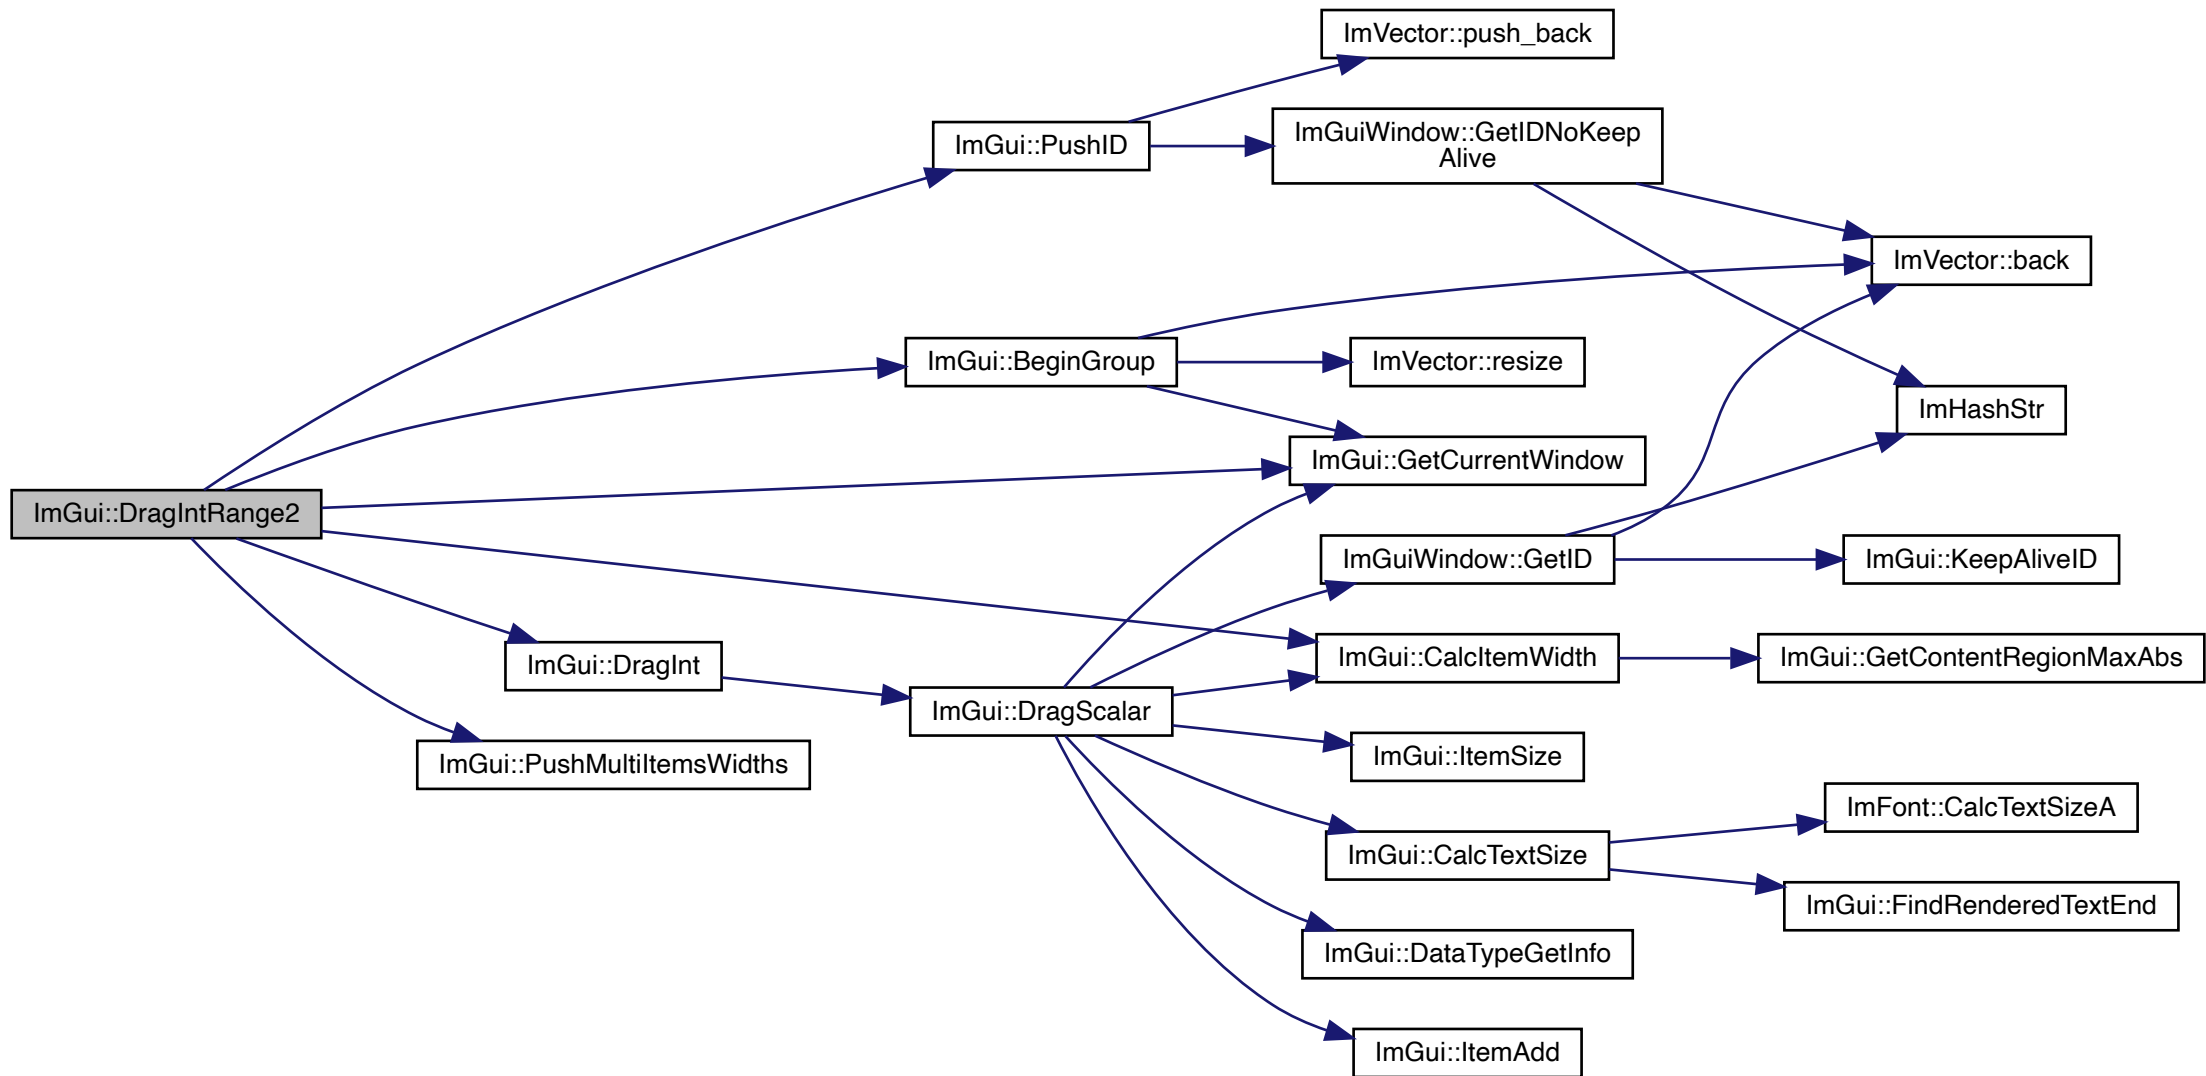 ImVector::push_back
ImGui::PushID
ImGuiWindow::GetIDNoKeep
Alive
ImVector::back
ImGui::BeginGroup
ImVector::resize
ImHashStr
ImGui::GetCurrentWindow
ImGui::DragIntRange2
ImGuiWindow::GetID
ImGui::KeepAliveID
ImGui::DragInt
ImGui::CalcItemWidth
ImGui::GetContentRegionMaxAbs
ImGui::DragScalar
ImGui::PushMultiItemsWidths
ImGui::ItemSize
ImFont::CalcTextSizeA
ImGui::CalcTextSize
ImGui::FindRenderedTextEnd
ImGui::DataTypeGetInfo
ImGui::ItemAdd